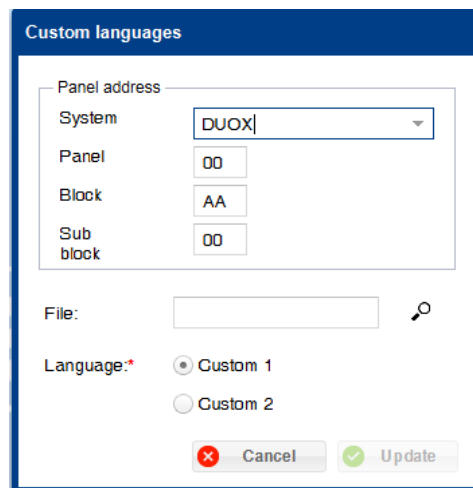 Custom languages
Panel address
System DUOX
Panel 00
Block AA
Sub block 00
File:
Language:* Custom 1
Custom 2
Cancel Update